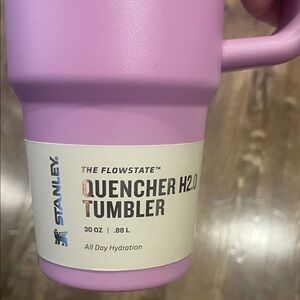 STANLEY
THE FLOWSTATE™
QUENCHER H2.0
TUMBLER
30 OZ | .88 L
All Day Hydration